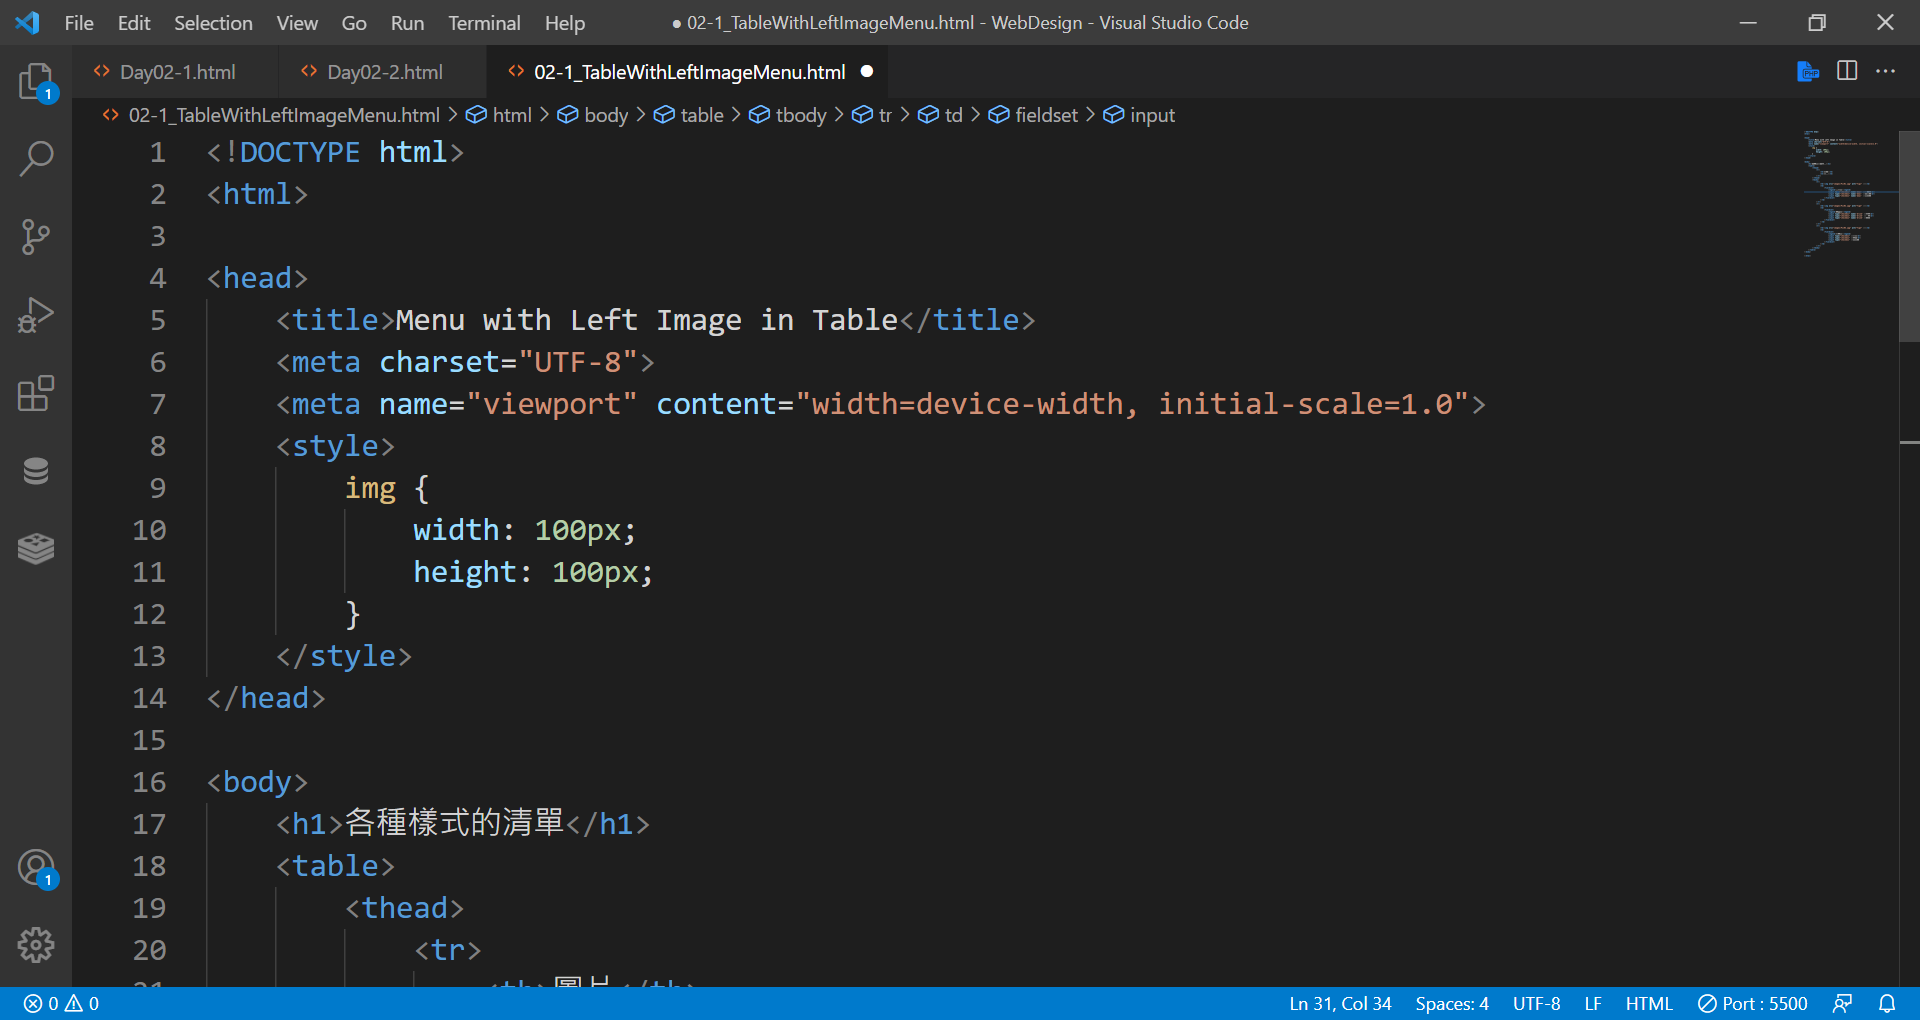 File Edit Selection View Go Run Terminal Help ● 02-1_TableWithLeftImageMenu.html - WebDesign - Visual Studio Code
Day02-1.html Day02-2.html 02-1_TableWithLeftImageMenu.html
02-1_TableWithLeftImageMenu.html > html > body > table > tbody > tr > td > fieldset > input
1 <!DOCTYPE html>
2 <html>
3
4 <head>
5 <title>Menu with Left Image in Table</title>
6 <meta charset="UTF-8">
7 <meta name="viewport" content="width=device-width, initial-scale=1.0">
8 <style>
9 img {
10 width: 100px;
11 height: 100px;
12 }
13 </style>
14 </head>
15
16 <body>
17 <h1>各種樣式的清單</h1>
18 <table>
19 <thead>
20 <tr>
21 <th>圖片</th>
1
1
0 0 Ln 31, Col 34 Spaces: 4 UTF-8 LF HTML Port : 5500